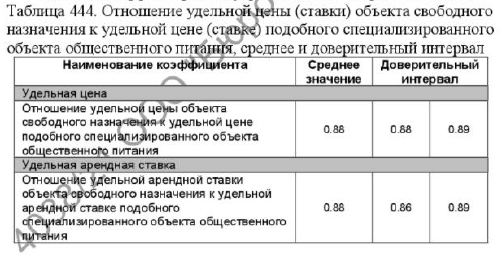 Таблица 444. Отношение удельной цены (ставки) объекта свободного
назначения к удельной цене (ставке) подобного специализированного
объекта общественного питания, среднее и доверительный интервал
Наименование коэффициента Среднее значение Доверительный интервал
Удельная цена
Отношение удельной цены объекта
свободного назначения к удельной цене
подобного специализированного объекта
общественного питания
0.88 0.88 0.89
Удельная арендная ставка
Отношение удельной арендной ставки
объекта свободного назначения к удельной
арендной ставке подобного
специализированного объекта общественного
питания
0.88 0.86 0.89